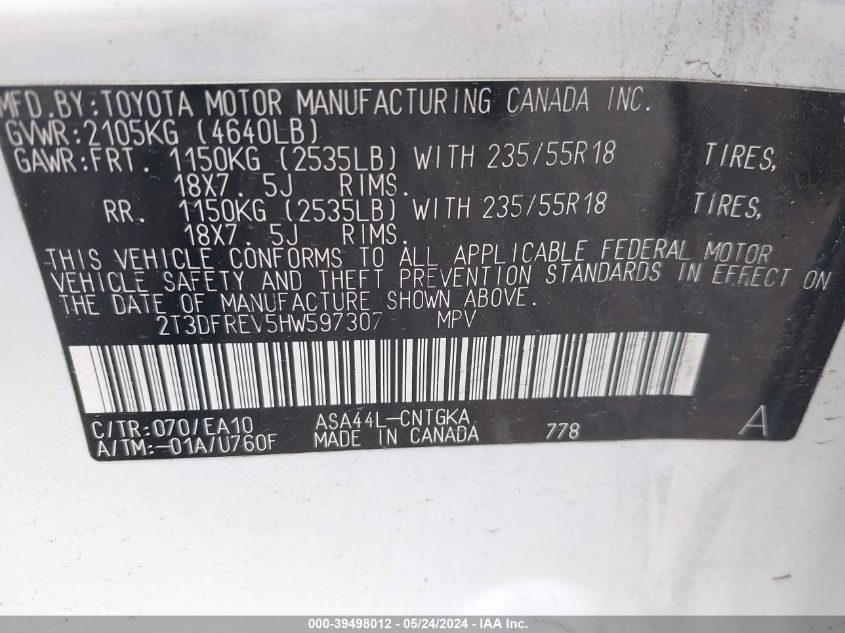 MFD.BY:TOYOTA MOTOR MANUFACTURING CANADA INC.
GVWR:2105KG (4640LB)
GAWR:FRT. 1150KG (2535LB) WITH 235/55R18 TIRES,
18X7.5J RIMS.
RR. 1150KG (2535LB) WITH 235/55R18 TIRES,
18X7.5J RIMS.
THIS VEHICLE CONFORMS TO ALL APPLICABLE FEDERAL MOTOR
VEHICLE SAFETY AND THEFT PREVENTION STANDARDS IN EFFECT ON
THE DATE OF MANUFACTURE SHOWN ABOVE.
2T3DFREV5HW597307 MPV
C/TR:070/EA10 ASA44L-CNTGKA
A/TM:-01A/U760F MADE IN CANADA 778 A
000-39498012 - 05/24/2024 - IAA Inc.